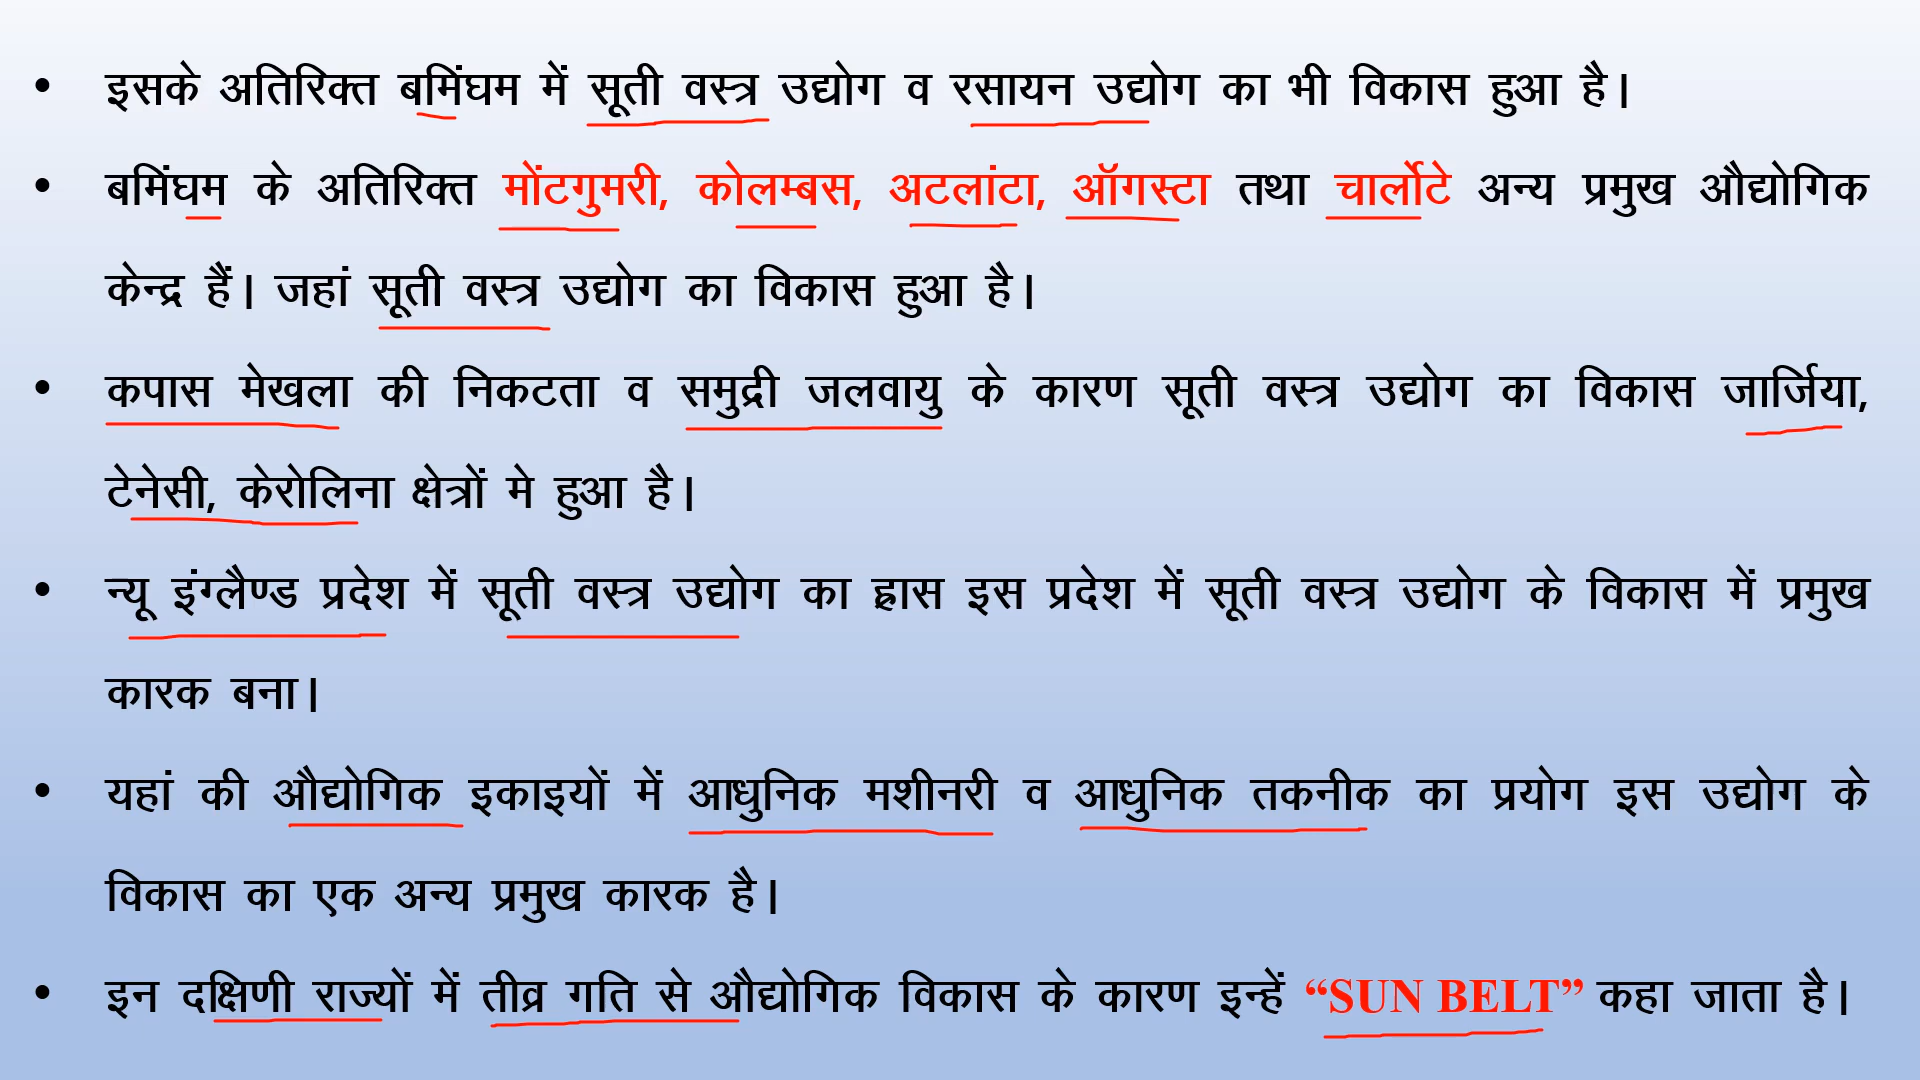 • इसके अतिरिक्त बमिंघम में सूती वस्त्र उद्योग व रसायन उद्योग का भी विकास हुआ है।
• बमिंघम के अतिरिक्त मोंटगुमरी, कोलम्बस, अटलांटा, ऑगस्टा तथा चार्लोटे अन्य प्रमुख औद्योगिक
केन्द्र हैं। जहां सूती वस्त्र उद्योग का विकास हुआ है।
• कपास मेखला की निकटता व समुद्री जलवायु के कारण सूती वस्त्र उद्योग का विकास जार्जिया,
टेनेसी, केरोलिना क्षेत्रों मे हुआ है।
• न्यू इंग्लैण्ड प्रदेश में सूती वस्त्र उद्योग का ह्रास इस प्रदेश में सूती वस्त्र उद्योग के विकास में प्रमुख
कारक बना।
• यहां की औद्योगिक इकाइयों में आधुनिक मशीनरी व आधुनिक तकनीक का प्रयोग इस उद्योग के
विकास का एक अन्य प्रमुख कारक है।
• इन दक्षिणी राज्यों में तीव्र गति से औद्योगिक विकास के कारण इन्हें “SUN BELT” कहा जाता है।